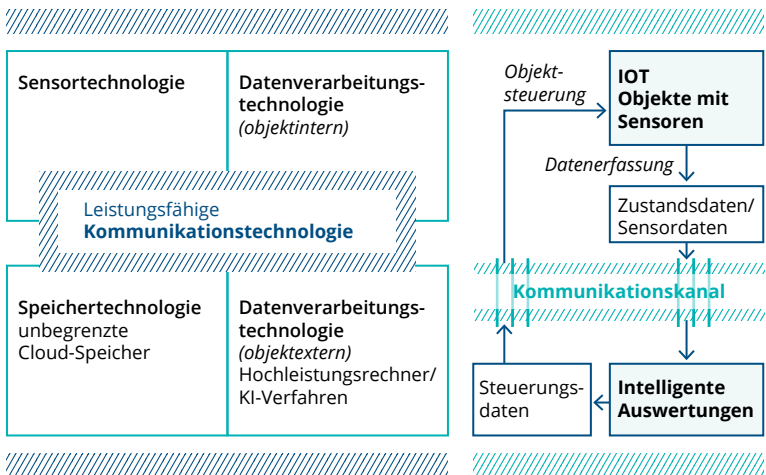 Sensortechnologie
Datenverarbeitungs-
technologie
(objektintern)
Leistungsfähige
Kommunikationstechnologie
Speichertechnologie
unbegrenzte
Cloud-Speicher
Datenverarbeitungs-
technologie
(objektextern)
Hochleistungsrechner/
KI-Verfahren
Objekt-
steuerung
IOT
Objekte mit
Sensoren
Datenerfassung
Zustandsdaten/
Sensordaten
Kommunikationskanal
Steuerungs-
daten
Intelligente
Auswertungen